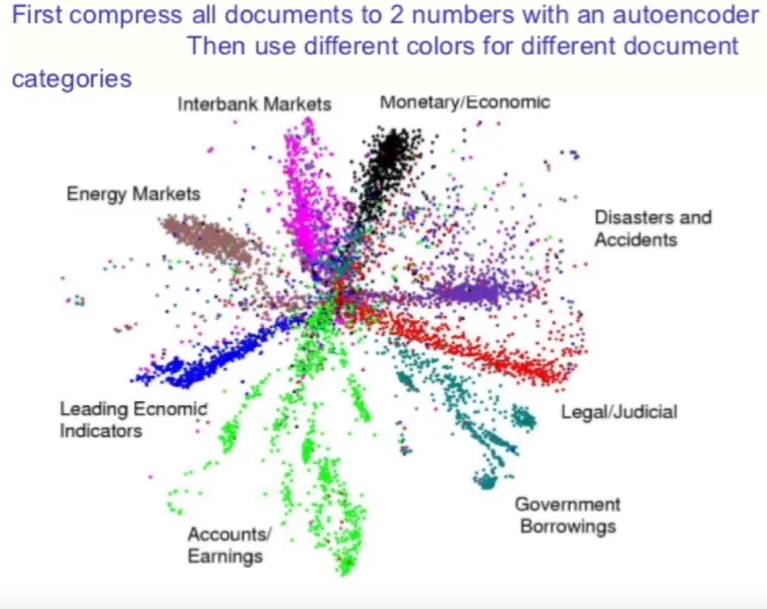 First compress all documents to 2 numbers with an autoencoder
Then use different colors for different document
categories
Interbank Markets
Monetary/Economic
Energy Markets
Disasters and
Accidents
Leading Ecnomic
Indicators
Legal/Judicial
Government
Borrowings
Accounts/
Earnings